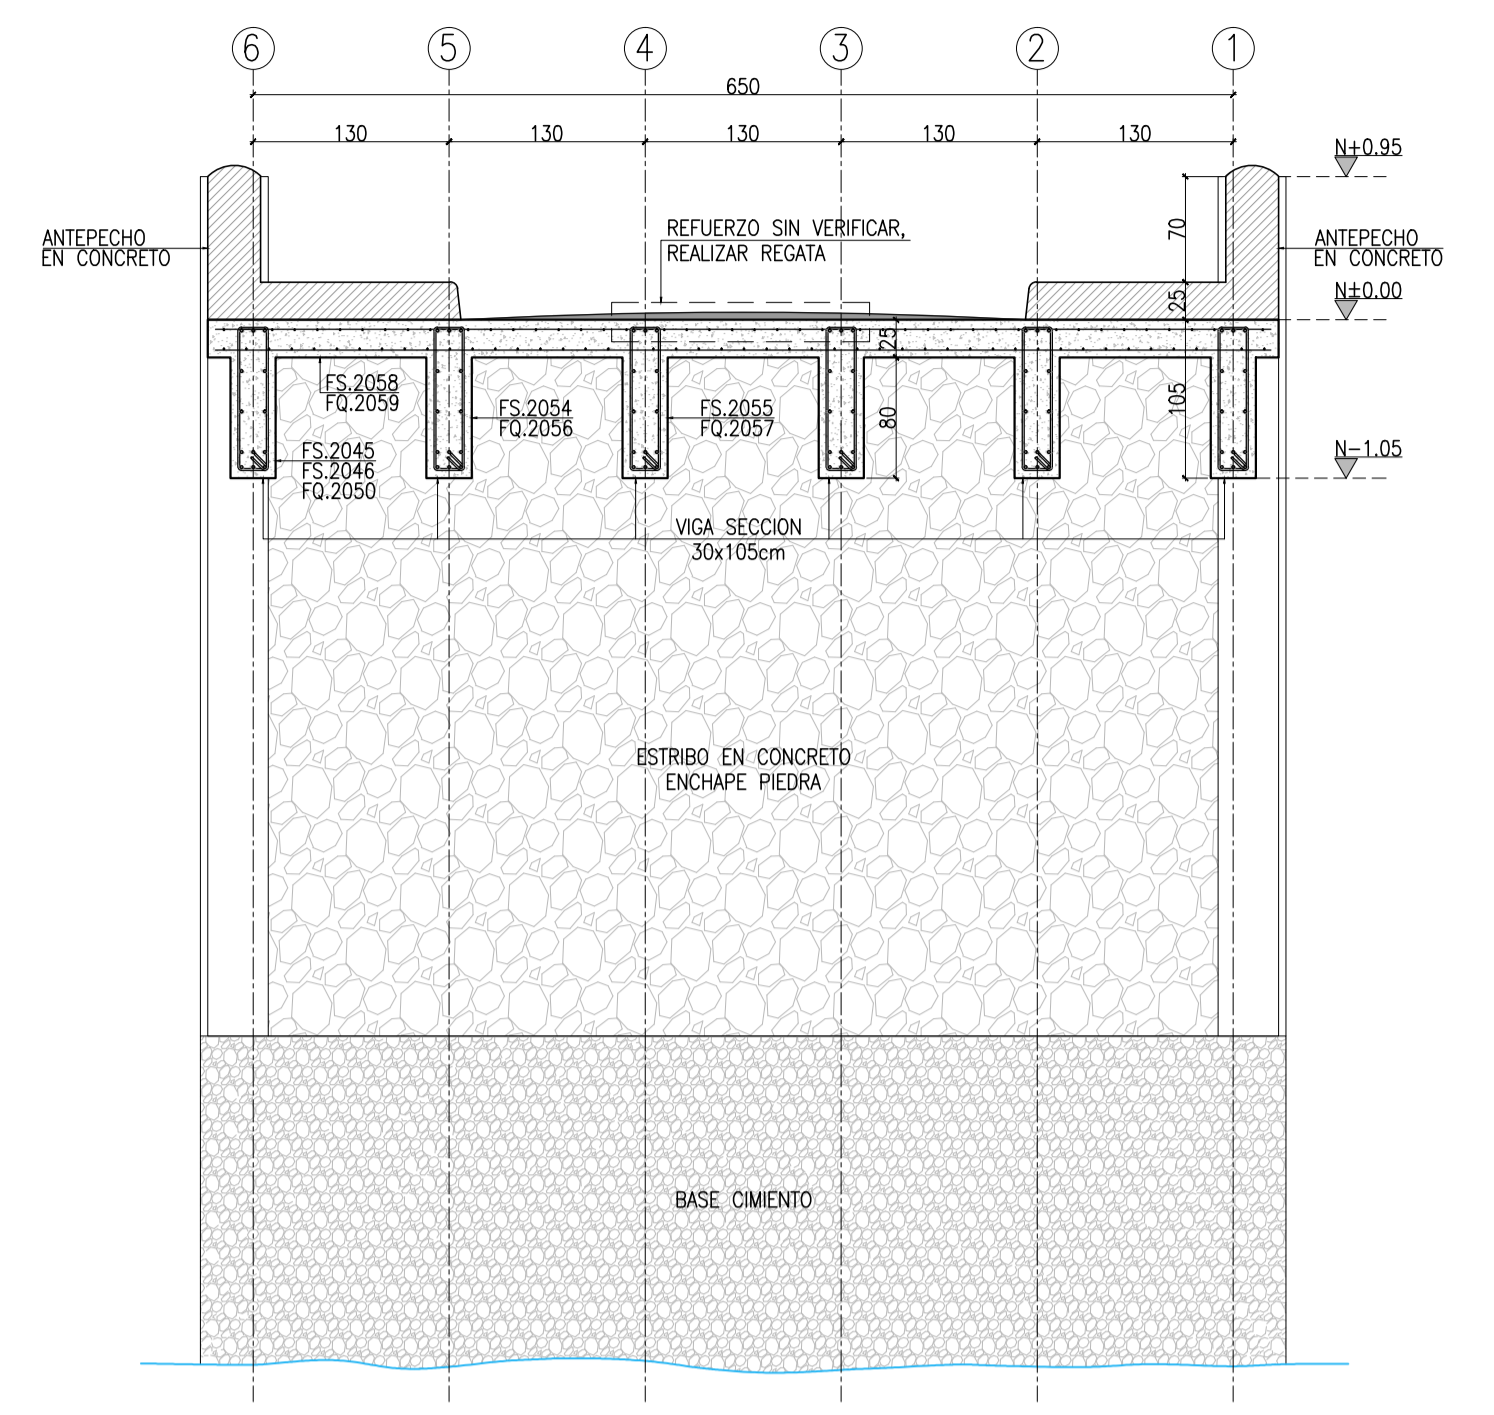 6 5 4 3 2 1
650
130 130 130 130 130
N+0.95
70
ANTEPECHO
EN CONCRETO
REFUERZO SIN VERIFICAR,
REALIZAR REGATA
ANTEPECHO
EN CONCRETO
25
N±0.00
25
80
105
FS.2058
FQ.2059
FS.2054
FQ.2056
FS.2055
FQ.2057
FS.2045
FS.2046
FQ.2050
N-1.05
VIGA SECCION
30x105cm
ESTRIBO EN CONCRETO
ENCHAPE PIEDRA
BASE CIMIENTO